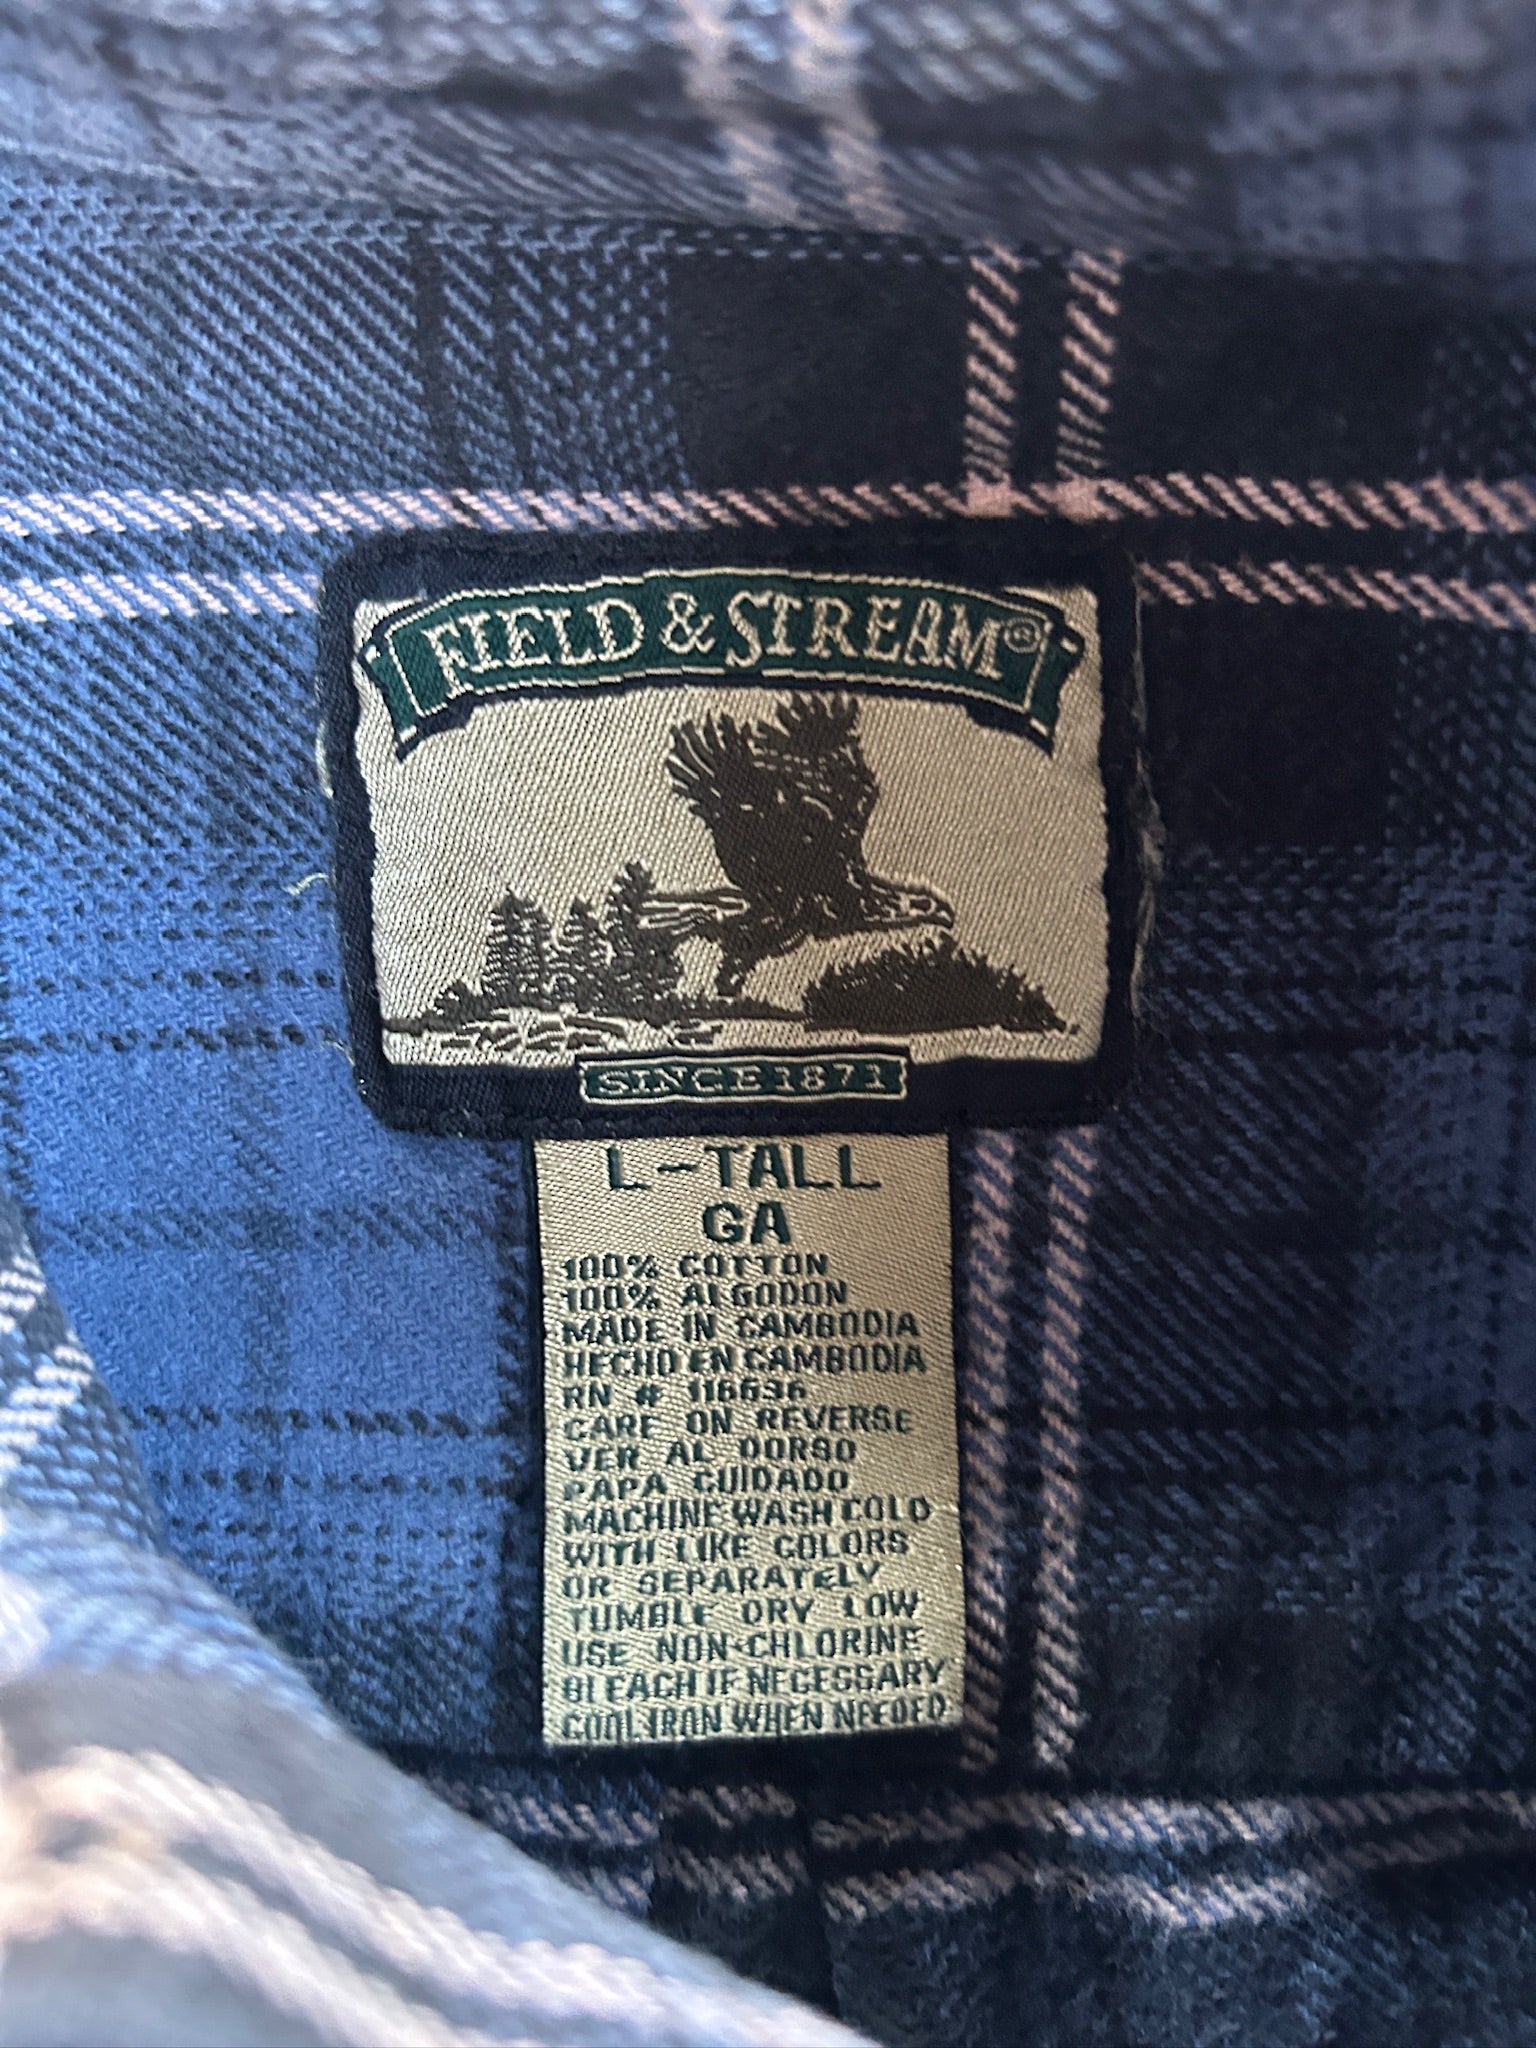 FIELD & STREAM®
SINCE 1871
L-TALL
GA
100% COTTON
100% ALGODON
MADE IN CAMBODIA
HECHO EN CAMBODIA
RN # 116636
CARE ON REVERSE
VER AL DORSO
PAPA CUIDADO
MACHINE WASH COLD
WITH LIKE COLORS
OR SEPARATELY
TUMBLE DRY LOW
USE NON-CHLORINE
BLEACH IF NECESSARY
COOL IRON WHEN NEEDED